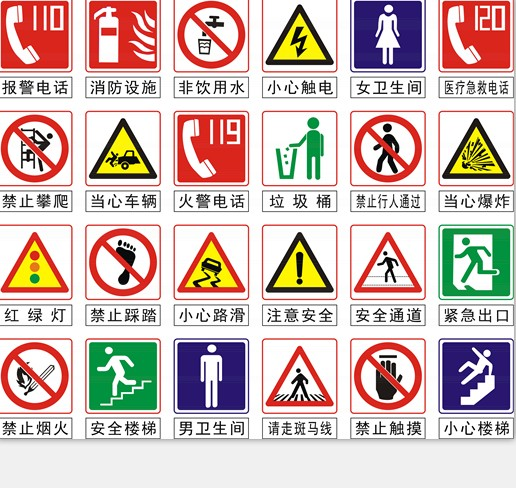 110
120
报警电话
消防设施
非饮用水
小心触电
女卫生间
医疗急救电话
119
禁止攀爬
当心车辆
火警电话
垃圾桶
禁止行人通过
当心爆炸
红绿灯
禁止踩踏
小心路滑
注意安全
安全通道
紧急出口
禁止烟火
安全楼梯
男卫生间
请走斑马线
禁止触摸
小心楼梯